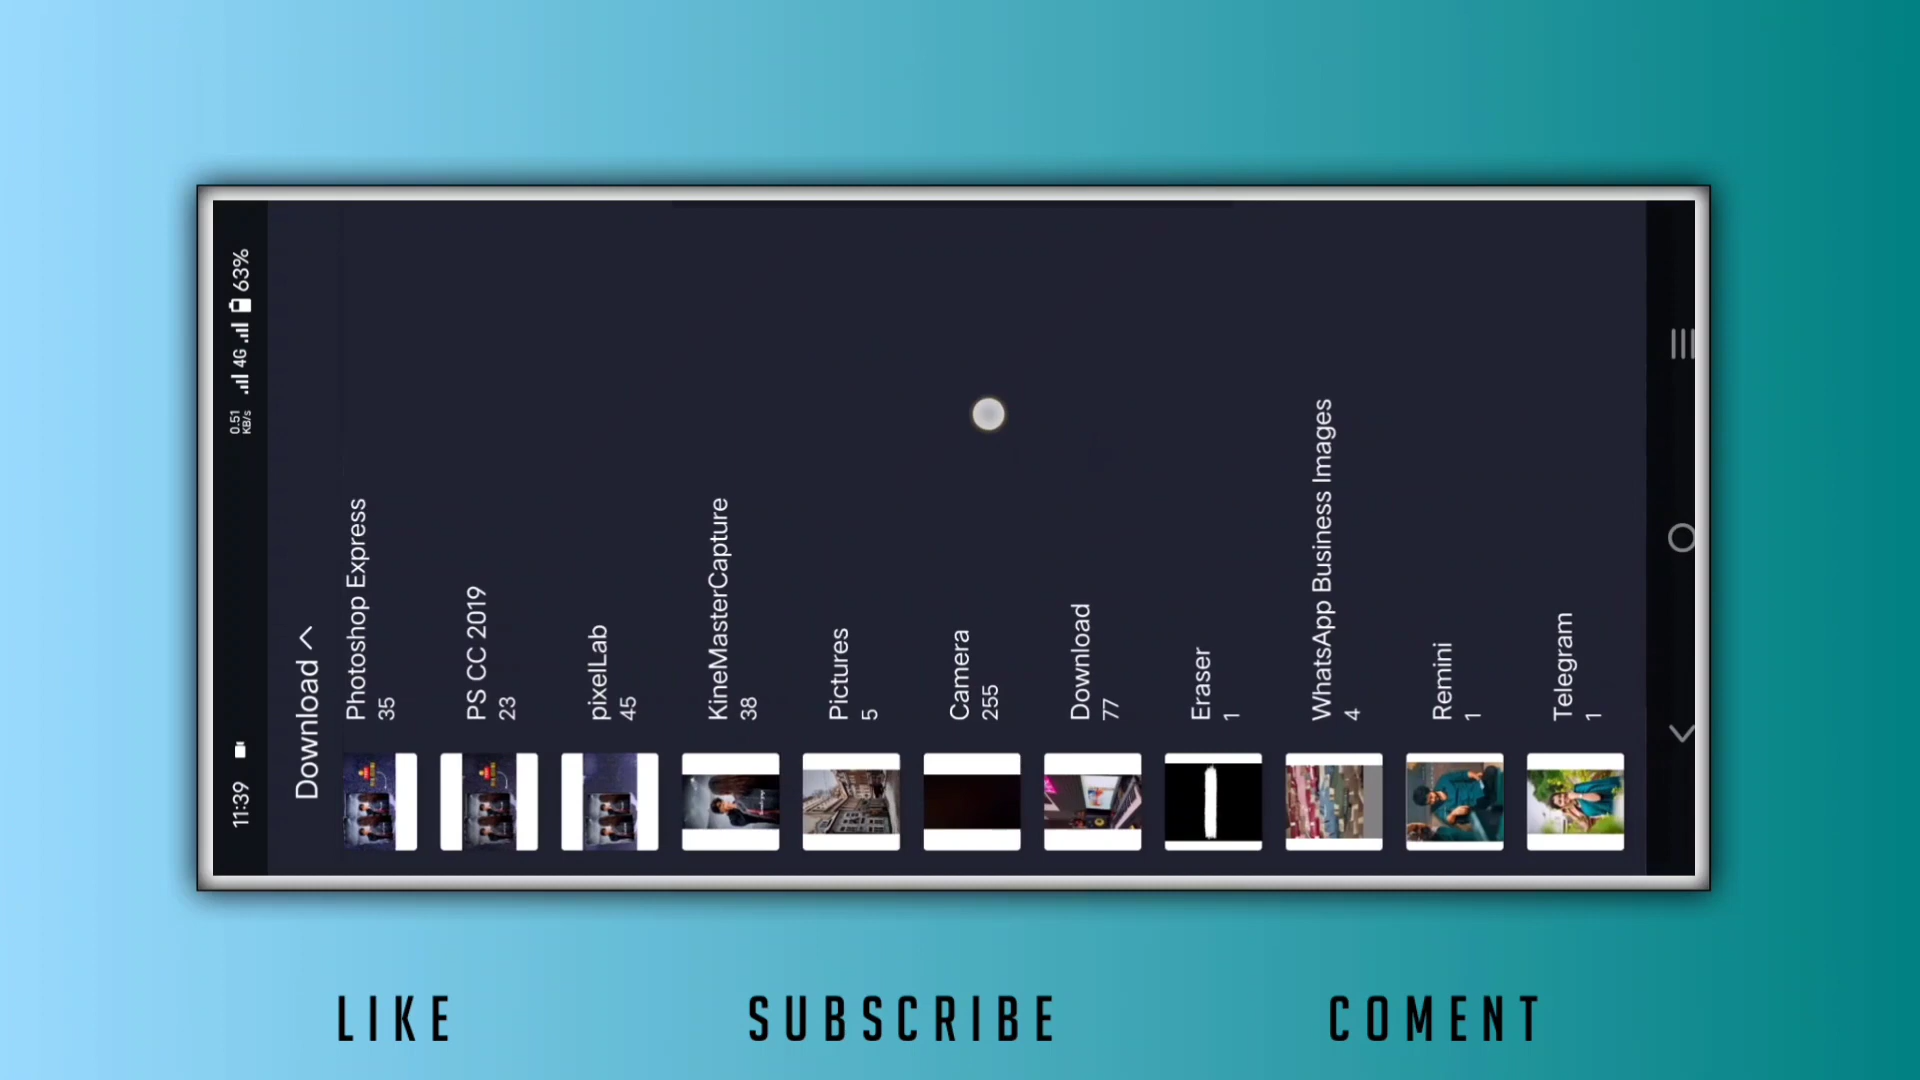 11:39
0.51
KB/s
4G
63%
Download
Photoshop Express
35
PS CC 2019
23
pixelLab
45
KineMasterCapture
38
Pictures
5
Camera
255
Download
77
Eraser
1
WhatsApp Business Images
4
Remini
1
Telegram
1
LIKE
SUBSCRIBE
COMENT